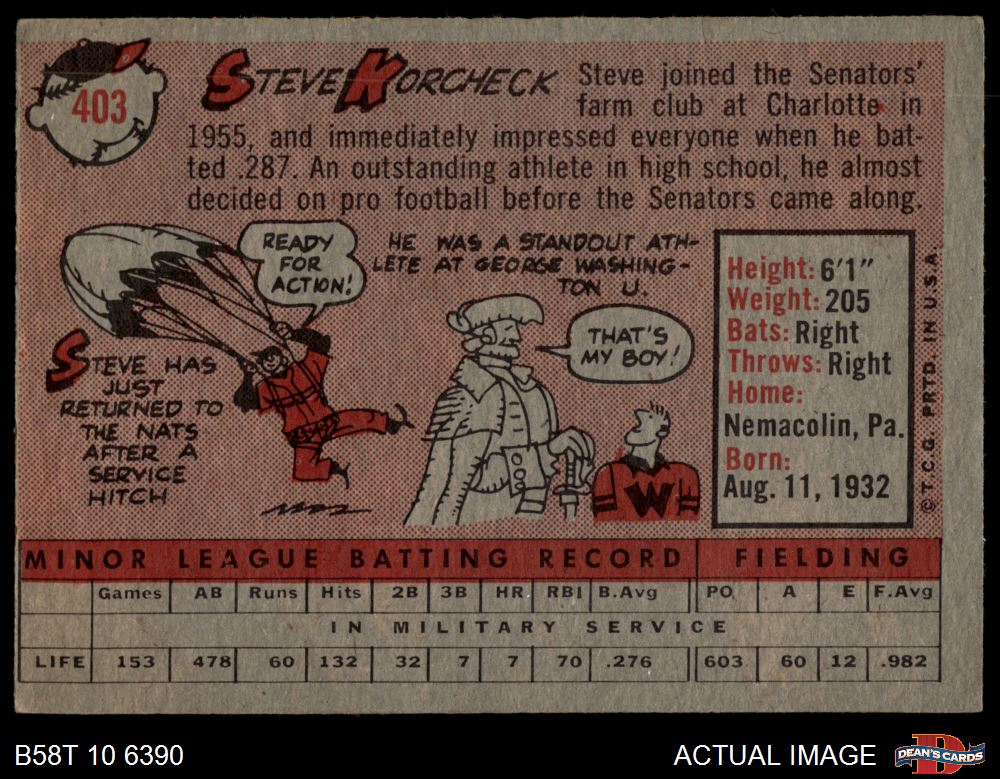 403
STEVE KORCHECK
Steve joined the Senators'
farm club at Charlotte in
1955, and immediately impressed everyone when he bat-
ted .287. An outstanding athlete in high school, he almost
decided on pro football before the Senators came along.
READY
FOR
ACTION!
STEVE HAS
JUST
RETURNED TO
THE NATS
AFTER A
SERVICE
HITCH
HE WAS A STANDOUT ATH-
LETE AT GEORGE WASHING-
TON U.
THAT'S
MY BOY!
W
Height: 6'1"
Weight: 205
Bats: Right
Throws: Right
Home:
Nemacolin, Pa.
Born:
Aug. 11, 1932
© T.C.G. PRTD. IN U.S.A.
MINOR LEAGUE BATTING RECORD FIELDING
Games AB Runs Hits 2B 3B HR RBI B.Avg PO A E F.Avg
IN MILITARY SERVICE
LIFE 153 478 60 132 32 7 7 70 .276 603 60 12 .982
B58T 10 6390
ACTUAL IMAGE
D
DEAN'S CARDS